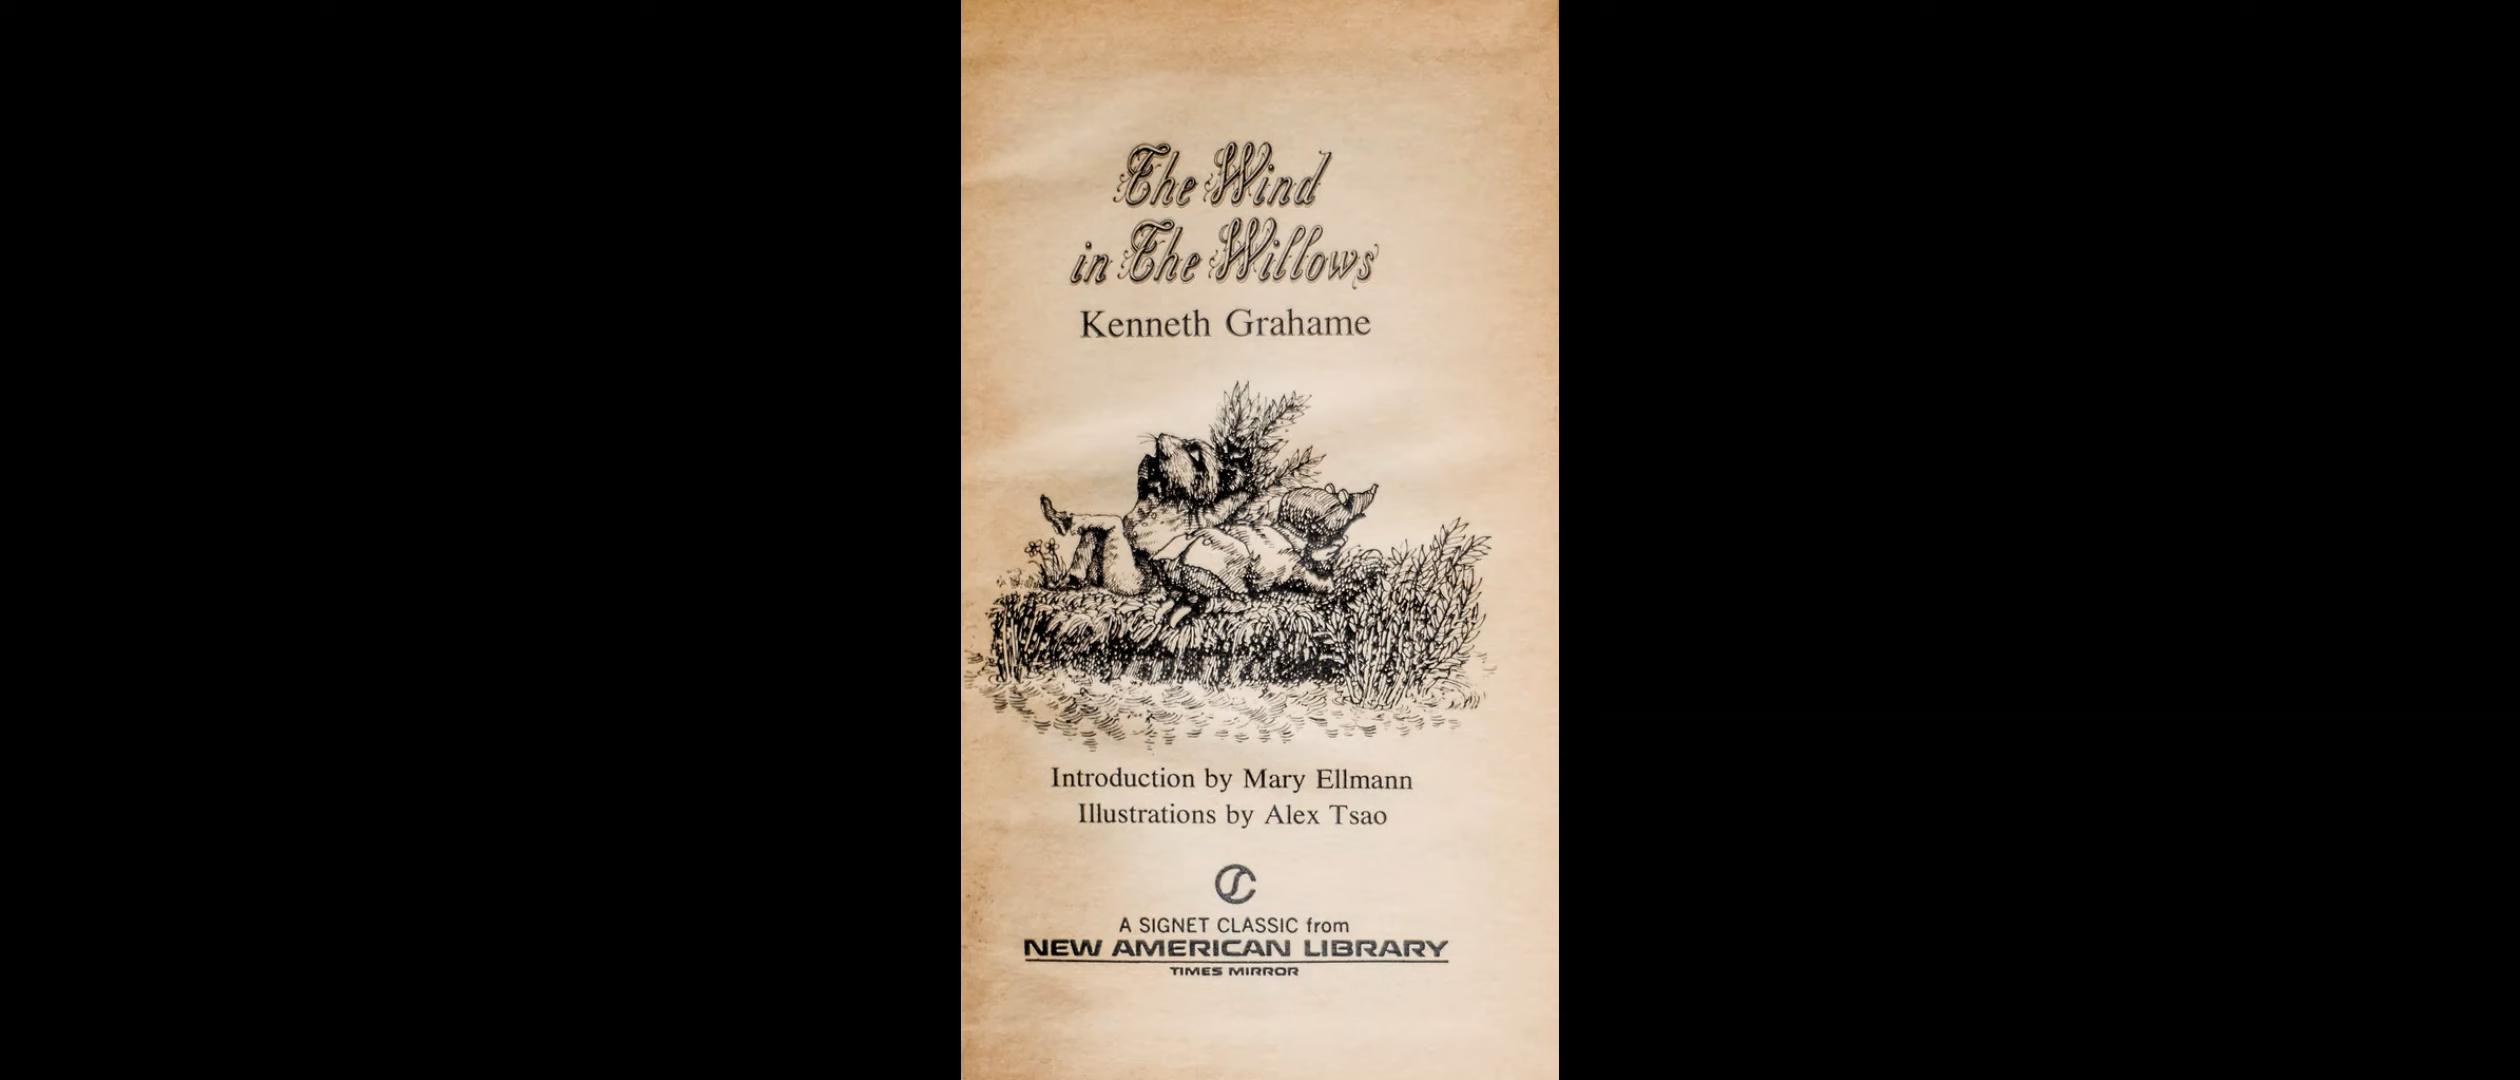 The Wind
in The Willows
Kenneth Grahame
Introduction by Mary Ellmann
Illustrations by Alex Tsao
A SIGNET CLASSIC from
NEW AMERICAN LIBRARY
TIMES MIRROR